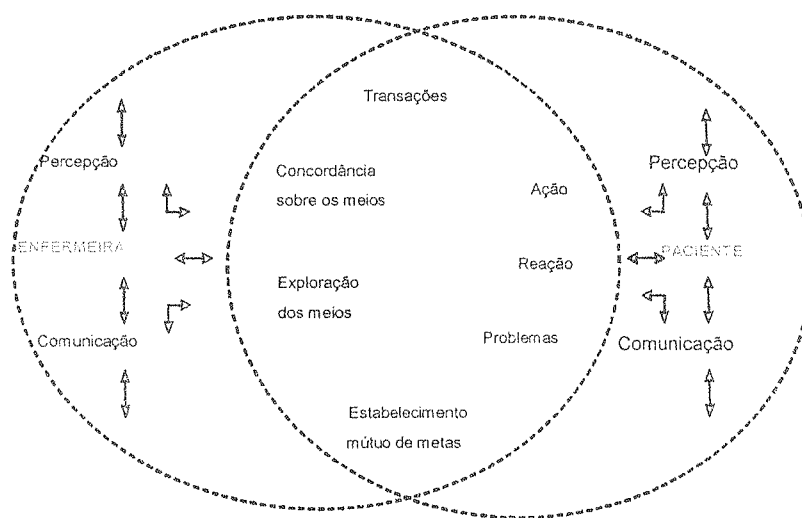 Transações
Percepção
Concordância
sobre os meios
Ação
Percepção
ENFERMEIRA
Exploração
dos meios
Reação
PACIENTE
Comunicação
Problemas
Comunicação
Estabelecimento
mútuo de metas